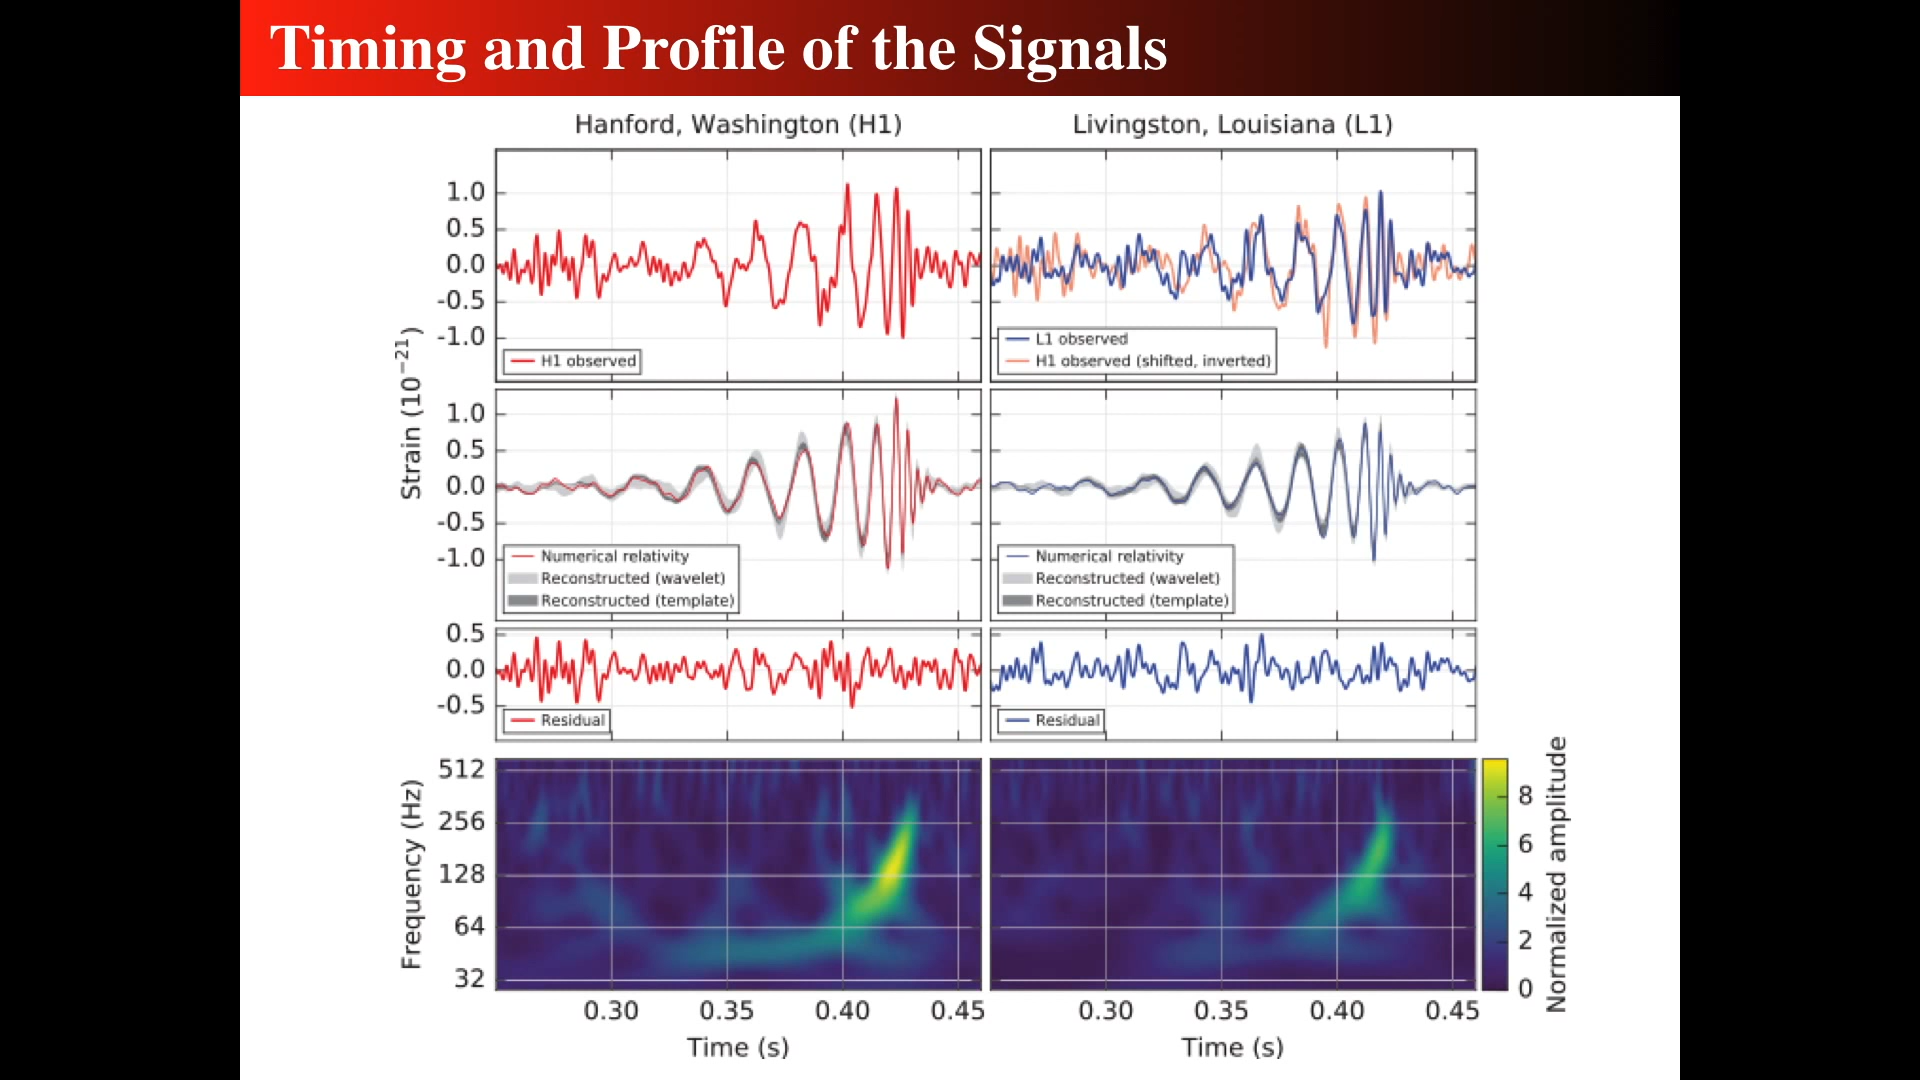 Timing and Profile of the Signals
Hanford, Washington (H1)
Livingston, Louisiana (L1)
Strain (10⁻²¹)
1.0
0.5
0.0
-0.5
-1.0
H1 observed
L1 observed
H1 observed (shifted, inverted)
1.0
0.5
0.0
-0.5
-1.0
Numerical relativity
Reconstructed (wavelet)
Reconstructed (template)
Numerical relativity
Reconstructed (wavelet)
Reconstructed (template)
0.5
0.0
-0.5
Residual
Residual
Frequency (Hz)
512
256
128
64
32
8
6
4
2
0
Normalized amplitude
0.30 0.35 0.40 0.45
0.30 0.35 0.40 0.45
Time (s)
Time (s)